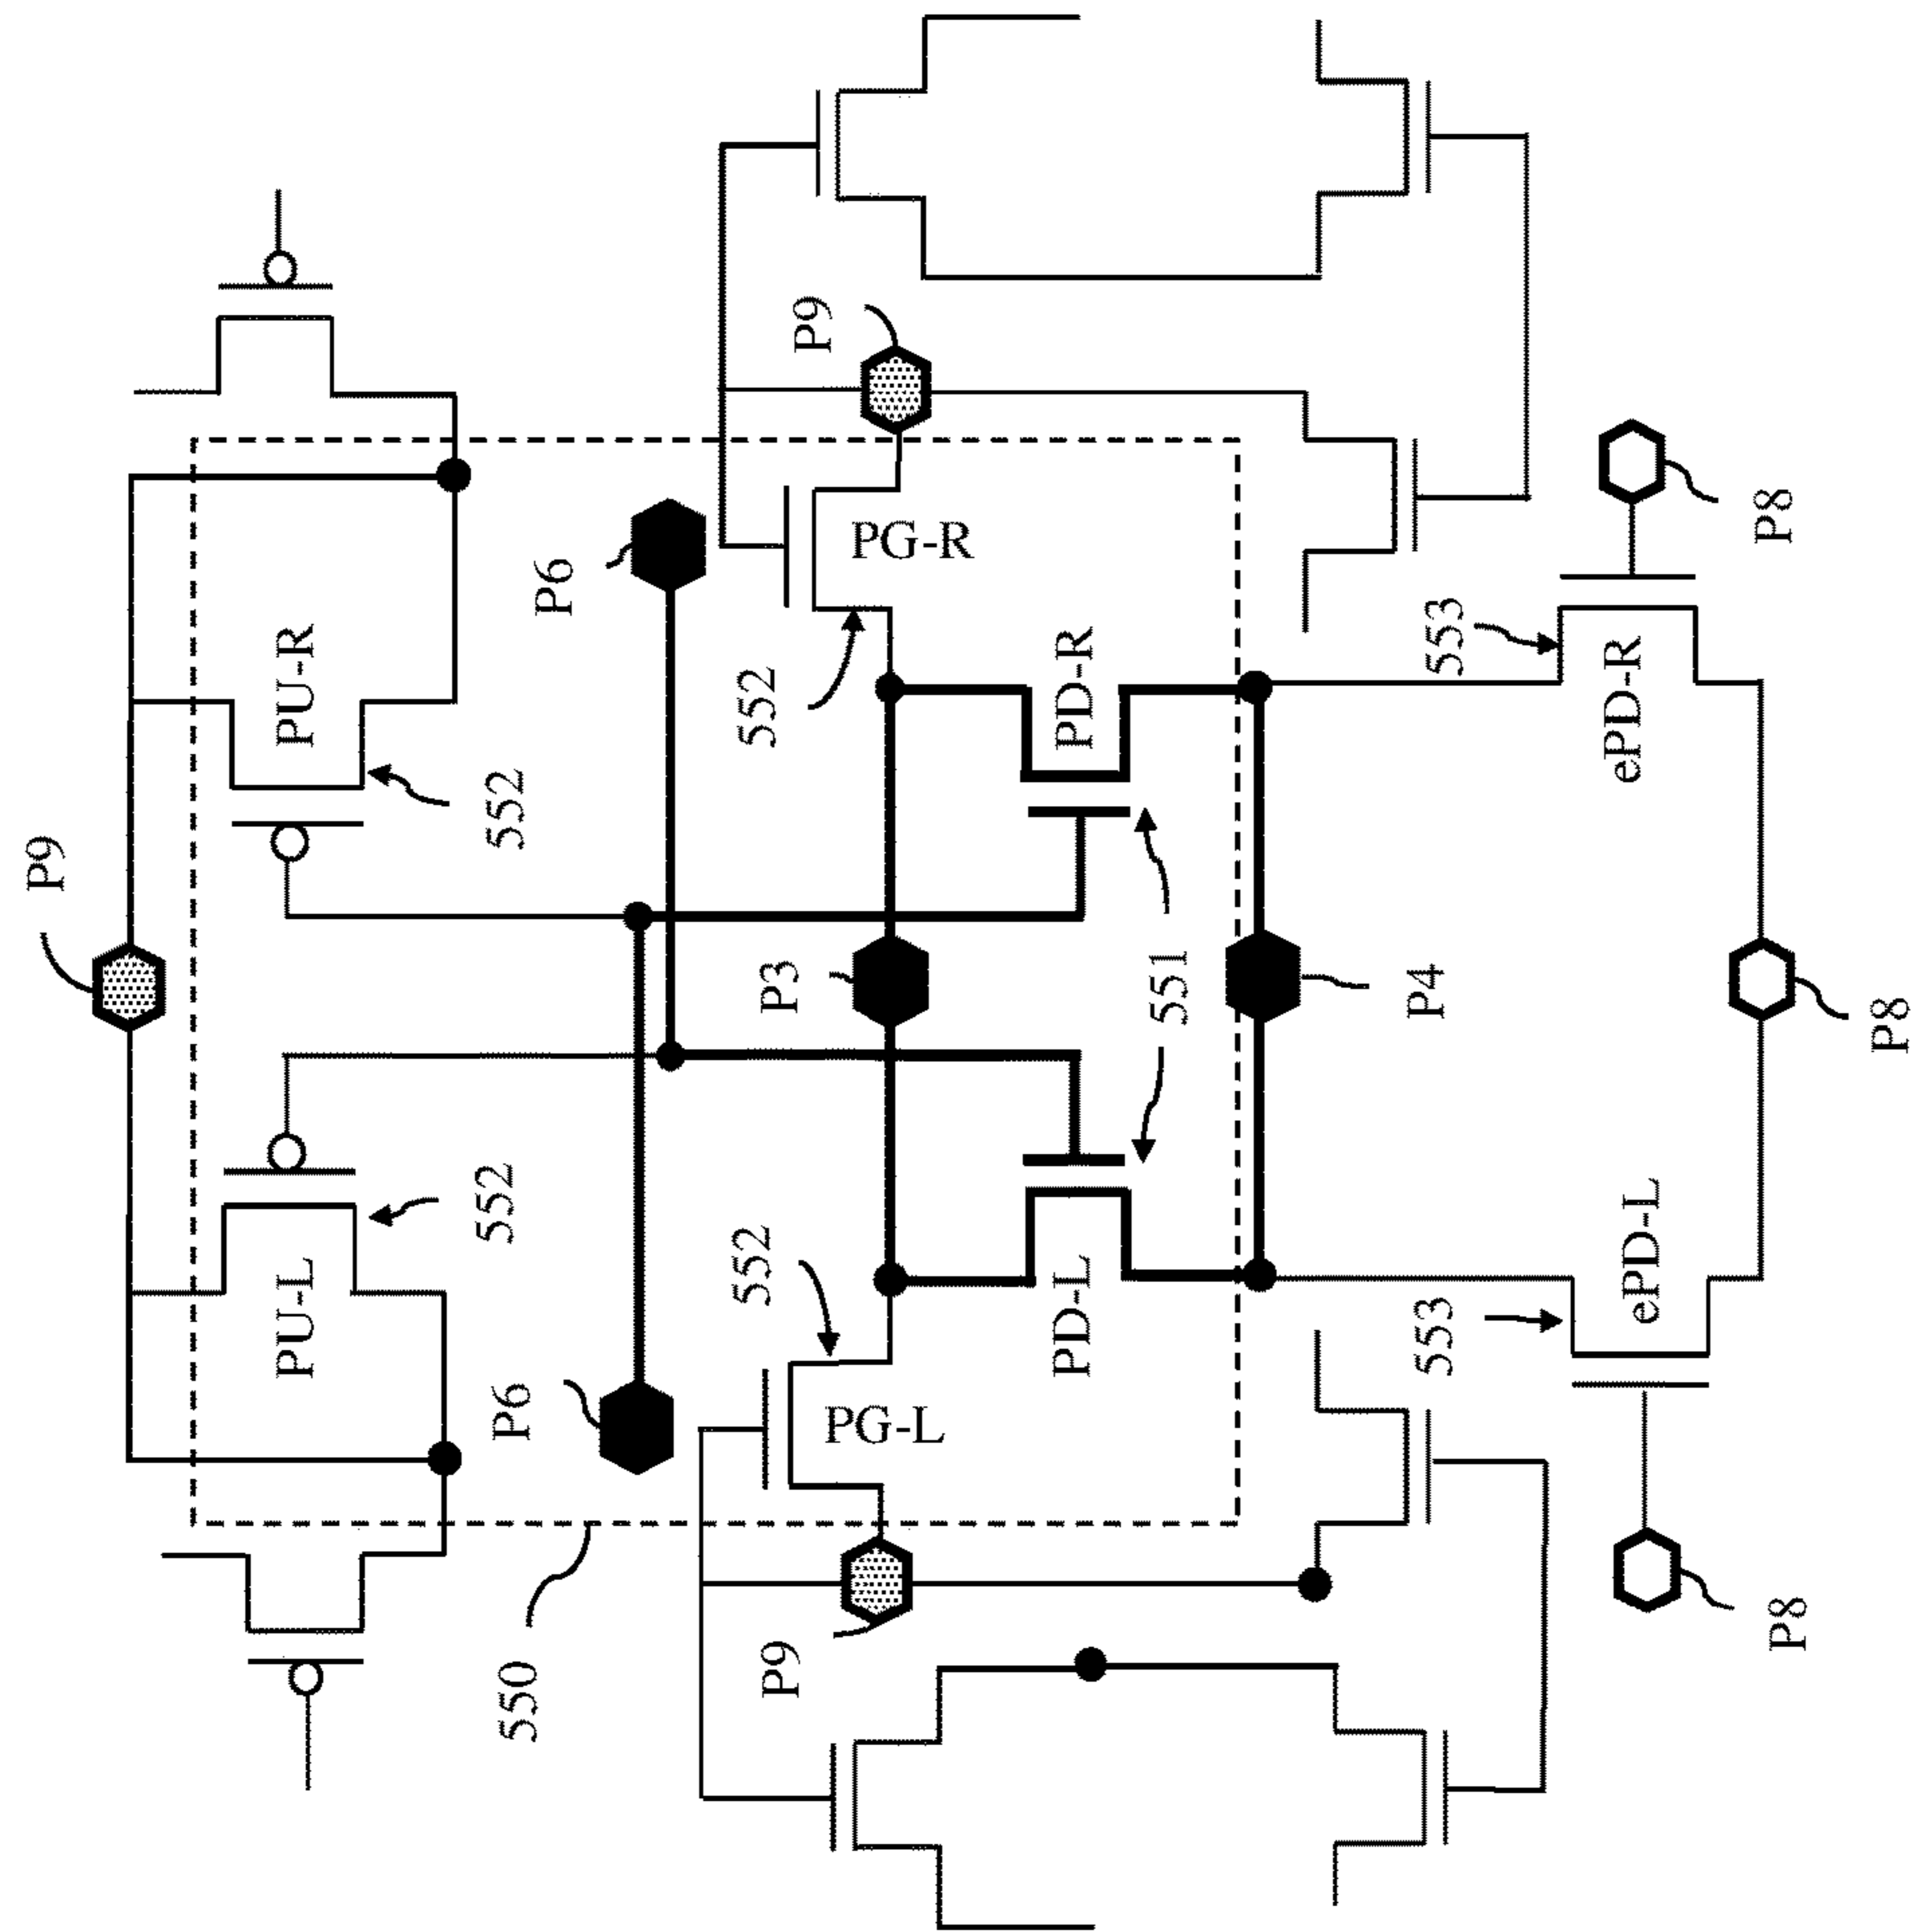 P9
PU-L
PU-R
552
552
550
P6
P6
552
552
P9
P3
P9
PG-L
PG-R
PD-L
PD-R
551
P4
553
553
ePD-L
ePD-R
P8
P8
P8